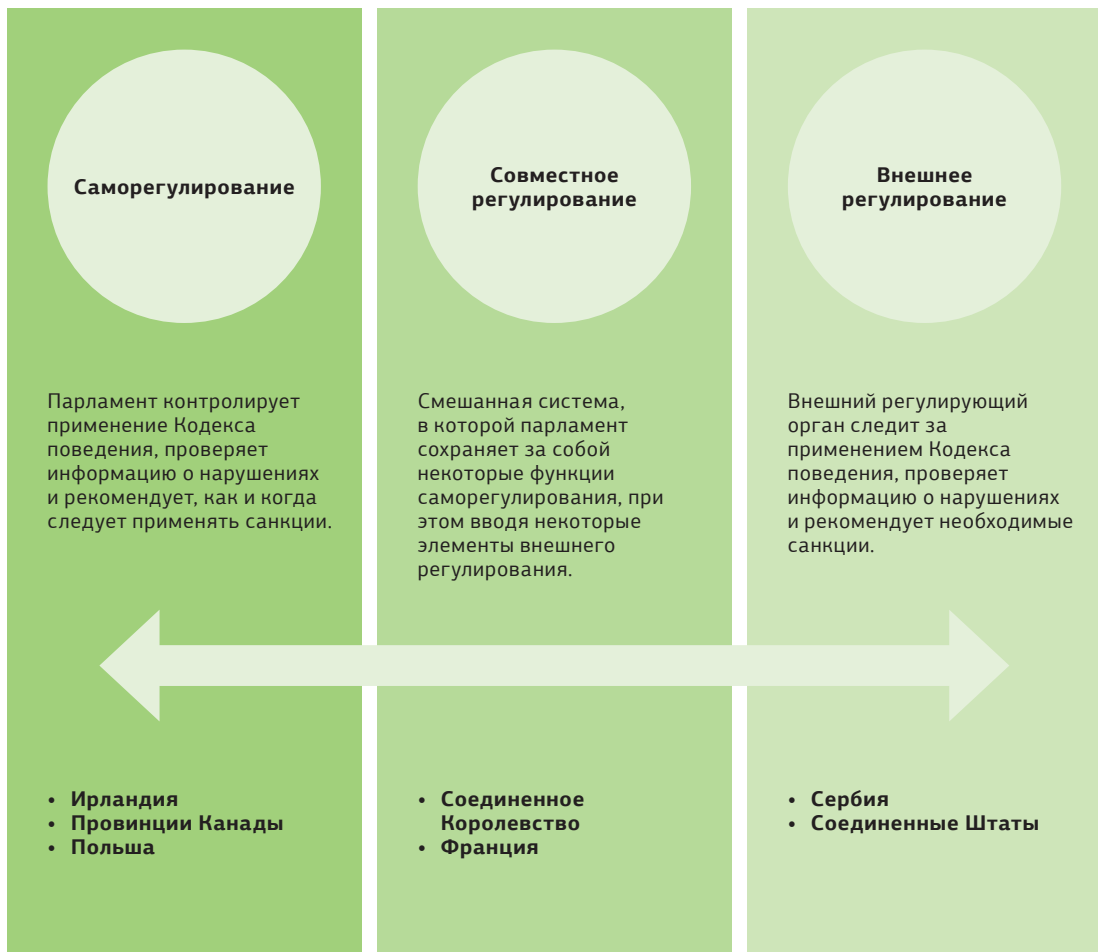 Саморегулирование
Парламент контролирует
применение Кодекса
поведения, проверяет
информацию о нарушениях
и рекомендует, как и когда
следует применять санкции.
• Ирландия
• Провинции Канады
• Польша
Совместное
регулирование
Смешанная система,
в которой парламент
сохраняет за собой
некоторые функции
саморегулирования, при
этом вводя некоторые
элементы внешнего
регулирования.
• Соединенное
Королевство
• Франция
Внешнее
регулирование
Внешний регулирующий
орган следит за
применением Кодекса
поведения, проверяет
информацию о нарушениях
и рекомендует необходимые
санкции.
• Сербия
• Соединенные Штаты